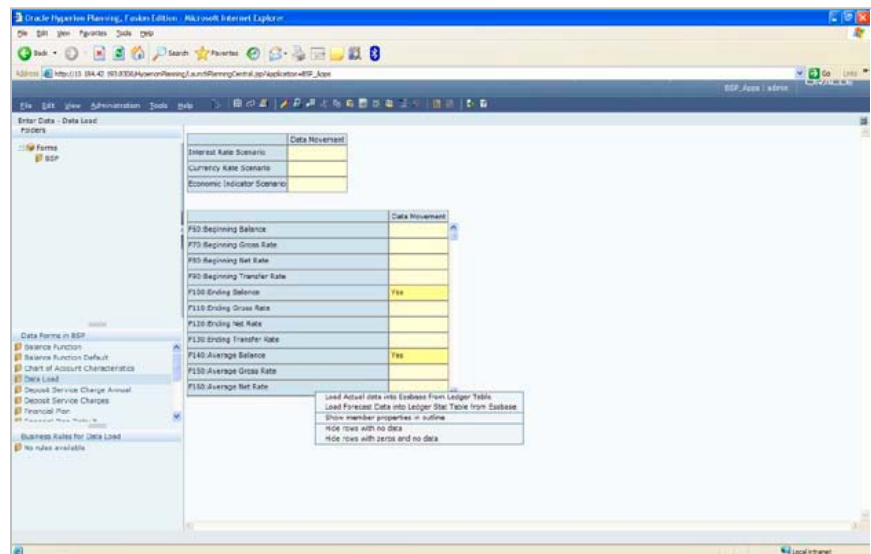 Oracle Hyperion Planning, Fusion Edition - Microsoft Internet Explorer
File Edit View Favorites Tools Help
Back Search Favorites
Address Go Links
BSP_Apps | admin
File Edit View Administration Tools Help
Enter Data - Data Load
Folders
Forms
BSP
Data Movement
Interest Rate Scenario
Currency Rate Scenario
Economic Indicator Scenario
Data Movement
F60:Beginning Balance
F70:Beginning Gross Rate
F80:Beginning Net Rate
F90:Beginning Transfer Rate
F100:Ending Balance Yes
F110:Ending Gross Rate
F120:Ending Net Rate
F130:Ending Transfer Rate
F140:Average Balance Yes
F150:Average Gross Rate
F160:Average Net Rate
Load Actual data into Essbase from Ledger Table
Load Forecast Data into Ledger Stat Table from Essbase
Show member properties in outline
Hide rows with no data
Hide rows with zeros and no data
Data Forms in BSP
Balance Function
Balance Function Default
Chart of Account Characteristics
Data Load
Deposit Service Charge Annual
Deposit Service Charges
Financial Plan
Business Rules for Data Load
No rules available
Local intranet